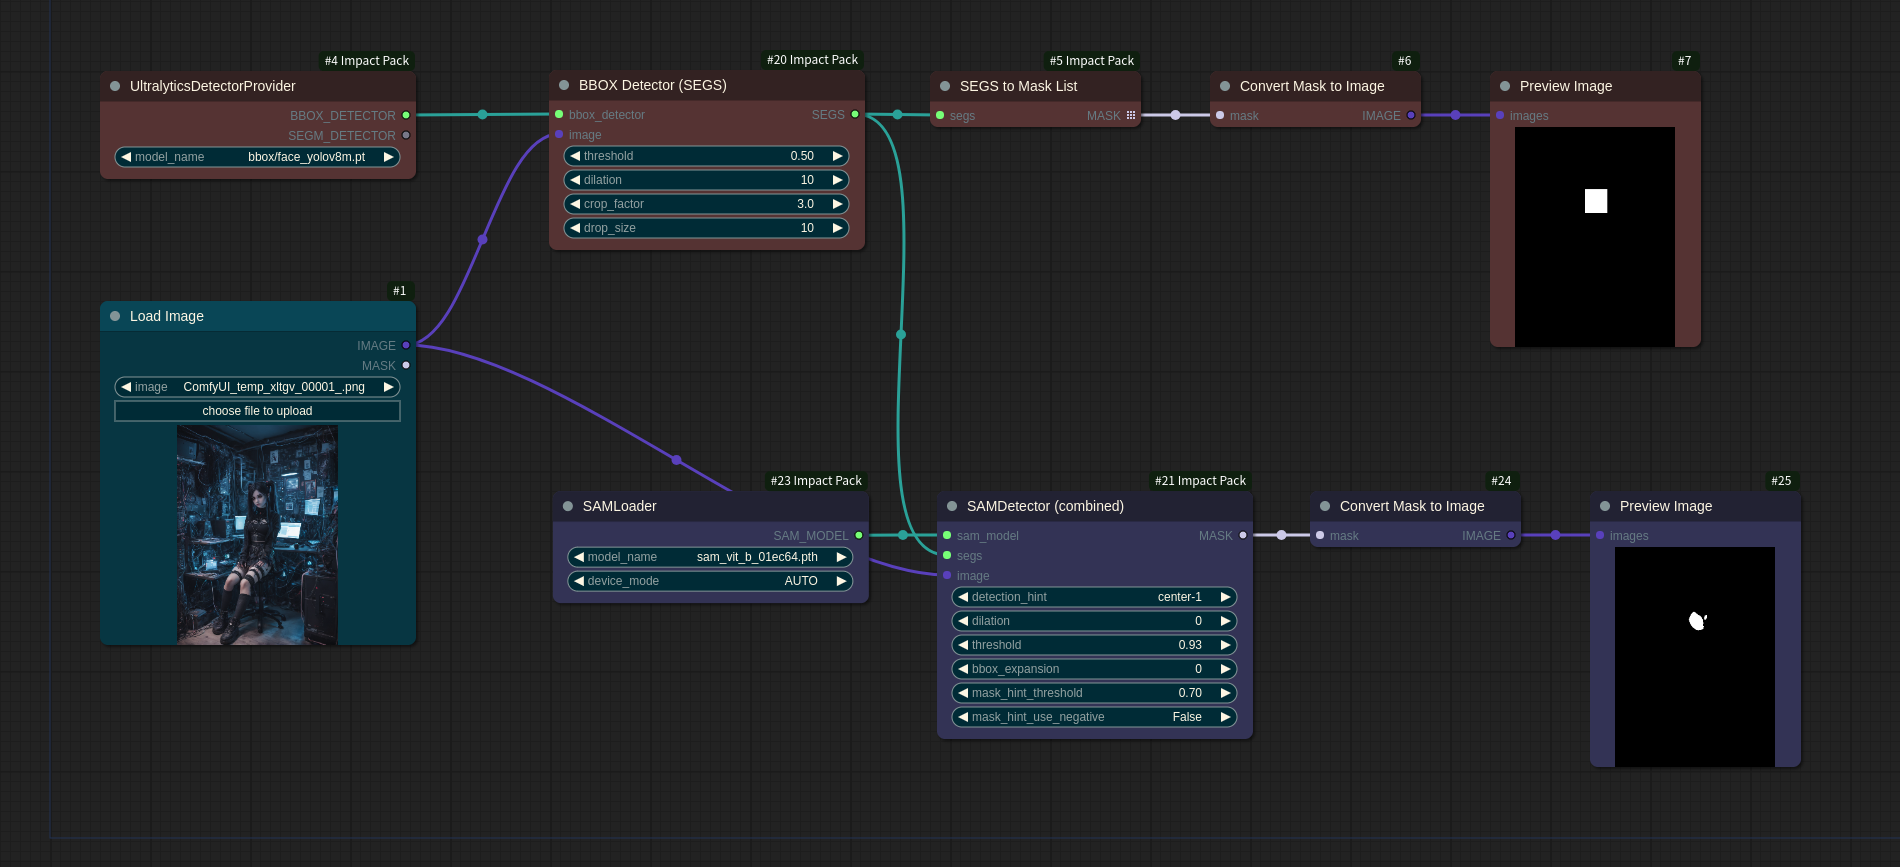 #4 Impact Pack
UltralyticsDetectorProvider
BBOX_DETECTOR
SEGM_DETECTOR
model_name bbox/face_yolov8m.pt
#20 Impact Pack
BBOX Detector (SEGS)
bbox_detector SEGS
image
threshold 0.50
dilation 10
crop_factor 3.0
drop_size 10
#5 Impact Pack
SEGS to Mask List
segs MASK
#6
Convert Mask to Image
mask IMAGE
#7
Preview Image
images
#1
Load Image
IMAGE
MASK
image ComfyUI_temp_xltgv_00001_.png
choose file to upload
#23 Impact Pack
SAMLoader
SAM_MODEL
model_name sam_vit_b_01ec64.pth
device_mode AUTO
#21 Impact Pack
SAMDetector (combined)
sam_model MASK
segs
image
detection_hint center-1
dilation 0
threshold 0.93
bbox_expansion 0
mask_hint_threshold 0.70
mask_hint_use_negative False
#24
Convert Mask to Image
mask IMAGE
#25
Preview Image
images